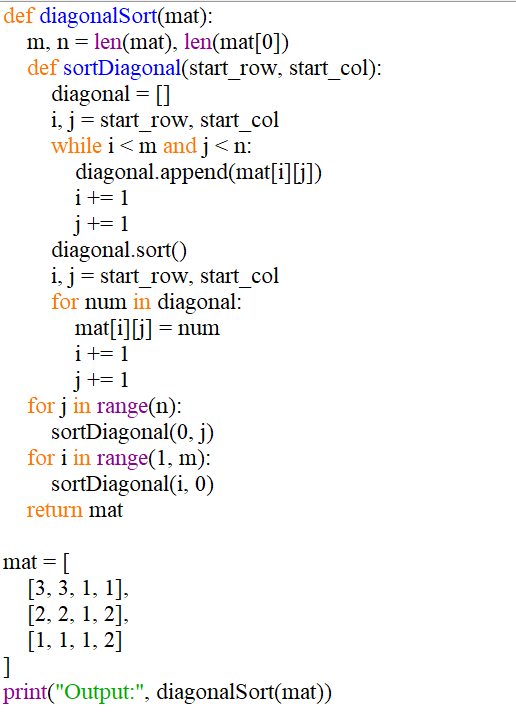 def diagonalSort(mat):
    m, n = len(mat), len(mat[0])
    def sortDiagonal(start_row, start_col):
        diagonal = []
        i, j = start_row, start_col
        while i < m and j < n:
            diagonal.append(mat[i][j])
            i += 1
            j += 1
        diagonal.sort()
        i, j = start_row, start_col
        for num in diagonal:
            mat[i][j] = num
            i += 1
            j += 1
    for j in range(n):
        sortDiagonal(0, j)
    for i in range(1, m):
        sortDiagonal(i, 0)
    return mat

mat = [
    [3, 3, 1, 1],
    [2, 2, 1, 2],
    [1, 1, 1, 2]
]
print("Output:", diagonalSort(mat))